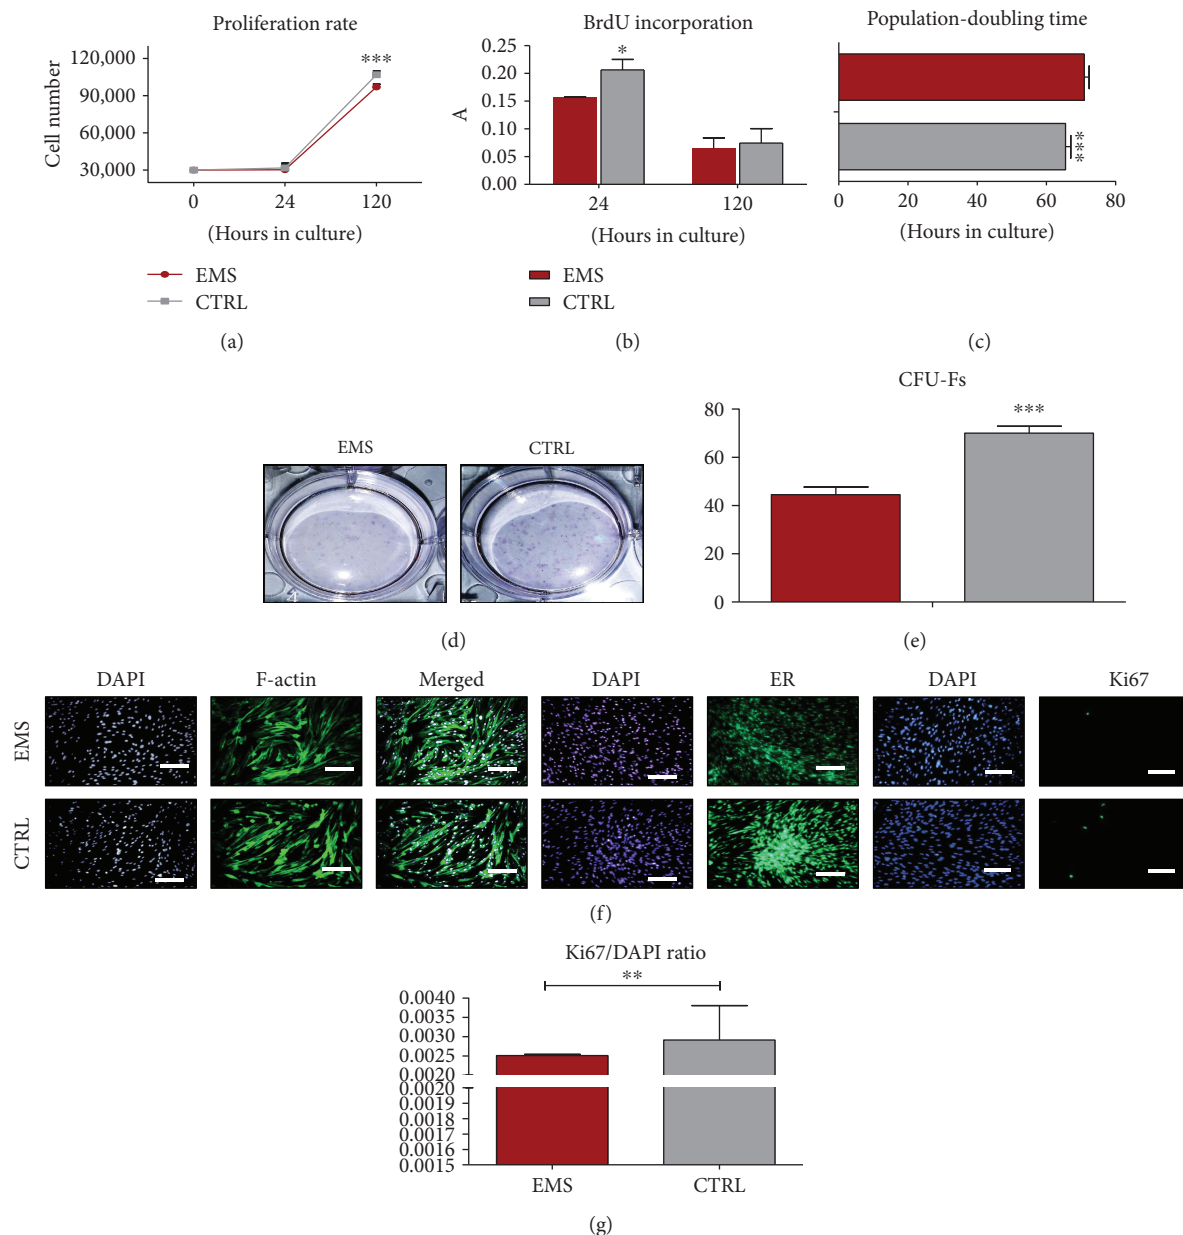 Proliferation rate
Cell number
120,000
90,000
60,000
30,000
***
0
24
120
(Hours in culture)
EMS
CTRL
(a)
BrdU incorporation
A
0.25
0.20
0.15
0.10
0.05
0.00
*
24
120
(Hours in culture)
EMS
CTRL
(b)
Population-doubling time
***
0
20
40
60
80
(Hours in culture)
(c)
EMS
CTRL
(d)
CFU-Fs
80
60
40
20
0
***
(e)
DAPI
F-actin
Merged
DAPI
ER
DAPI
Ki67
EMS
CTRL
(f)
Ki67/DAPI ratio
**
0.0040
0.0035
0.0030
0.0025
0.0020
0.0020
0.0019
0.0018
0.0017
0.0016
0.0015
EMS
CTRL
(g)